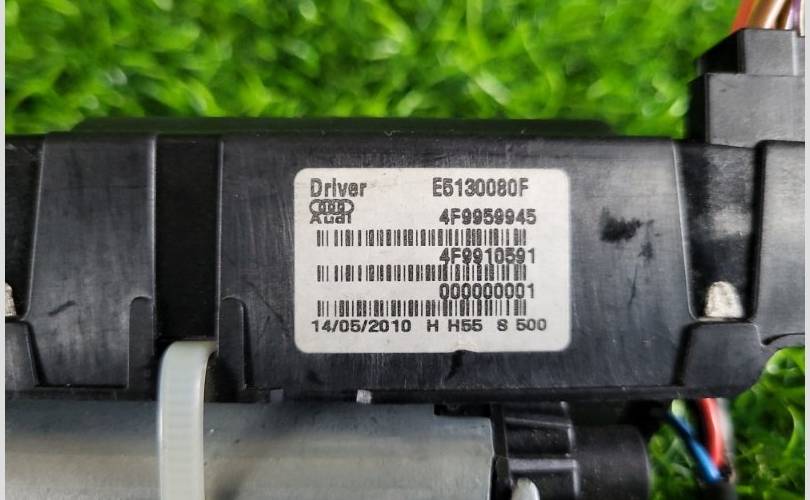 Driver E5130080F
Audi 4F9959945
4F9910591
000000001
14/05/2010 H H55 S 500